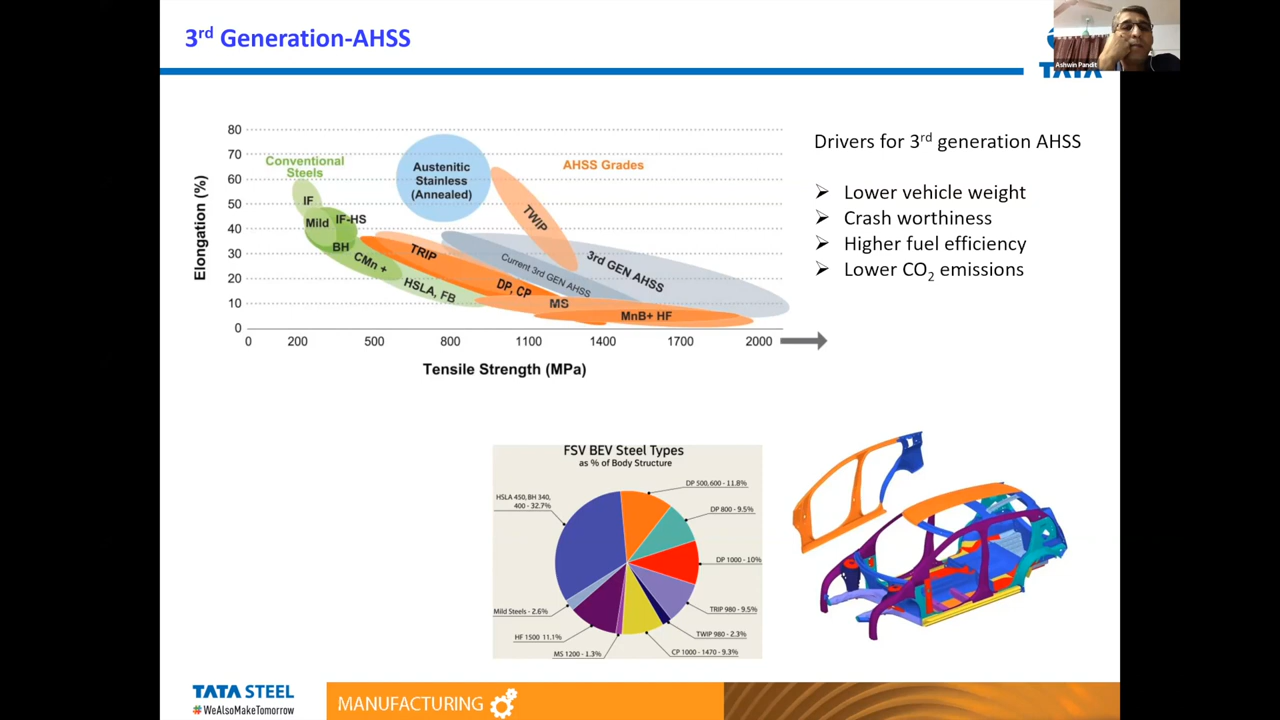 3rd Generation-AHSS
Ashwin Pandit
TATA
Drivers for 3rd generation AHSS
➢ Lower vehicle weight
➢ Crash worthiness
➢ Higher fuel efficiency
➢ Lower CO2 emissions
Elongation (%)
80
70
60
50
40
30
20
10
0
Conventional
Steels
Austenitic
Stainless
(Annealed)
AHSS Grades
IF
Mild
IF-HS
BH
CMn +
HSLA, FB
TRIP
DP, CP
TWIP
Current 3rd GEN AHSS
3rd GEN AHSS
MS
MnB+ HF
0 200 500 800 1100 1400 1700 2000
Tensile Strength (MPa)
FSV BEV Steel Types
as % of Body Structure
HSLA 450, BH 340,
400 - 32.7%
DP 500,600 - 11.8%
DP 800 - 9.5%
DP 1000 - 10%
TRIP 980 - 9.5%
TWIP 980 - 2.3%
CP 1000 - 1470 - 9.3%
MS 1200 - 1.3%
HF 1500 11.1%
Mild Steels - 2.6%
TATA STEEL
#WeAlsoMakeTomorrow
MANUFACTURING